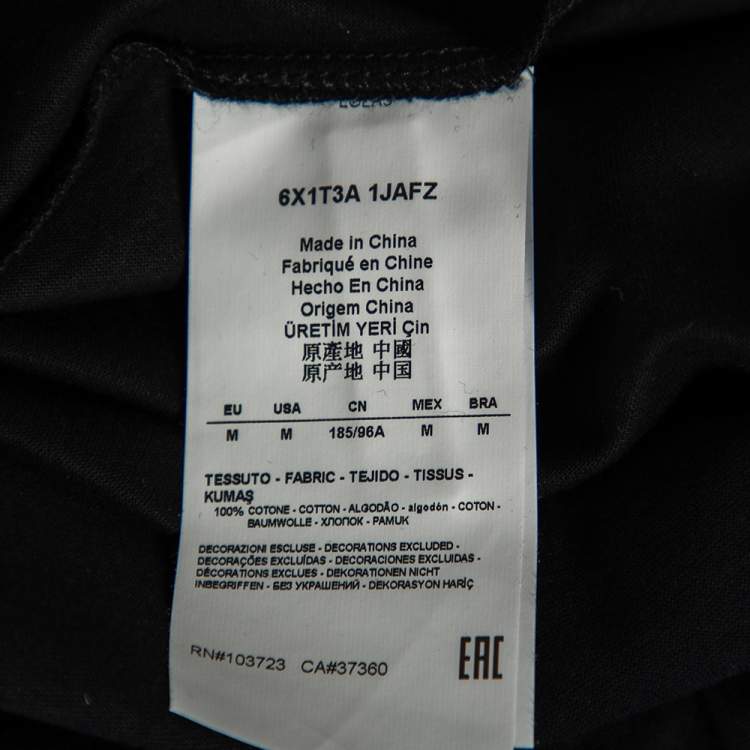 6X1T3A 1JAFZ
Made in China
Fabriqué en Chine
Hecho En China
Origem China
ÜRETİM YERİ Çin
原產地 中國
原产地 中国
EU USA CN MEX BRA
M M 185/96A M M
TESSUTO - FABRIC - TEJIDO - TISSUS -
KUMAŞ
100% COTONE - COTTON - ALGODÃO - algodón - COTON -
BAUMWOLLE - ХЛОПОК - PAMUK
DECORAZIONI ESCLUSE - DECORATIONS EXCLUDED -
DECORAÇÕES EXCLUÍDAS - DECORACIONES EXCLUIDAS -
DÉCORATIONS EXCLUES - DEKORATIONEN NICHT
INBEGRIFFEN - БЕЗ УКРАШЕНИЙ - DEKORASYON HARİÇ
RN#103723 CA#37360
EAC